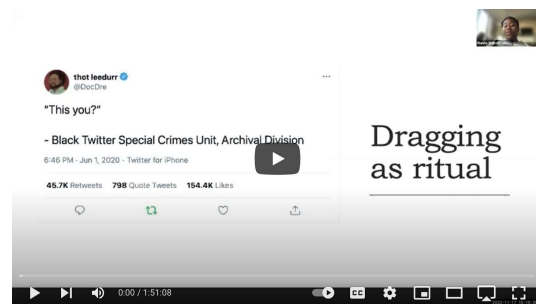 thot leedurr
@DocDre
"This you?"
- Black Twitter Special Crimes Unit, Archival Division
6:46 PM · Jun 1, 2020 · Twitter for iPhone
45.7K Retweets 798 Quote Tweets 154.4K Likes
Dragging
as ritual
0:00 / 1:51:08
CC